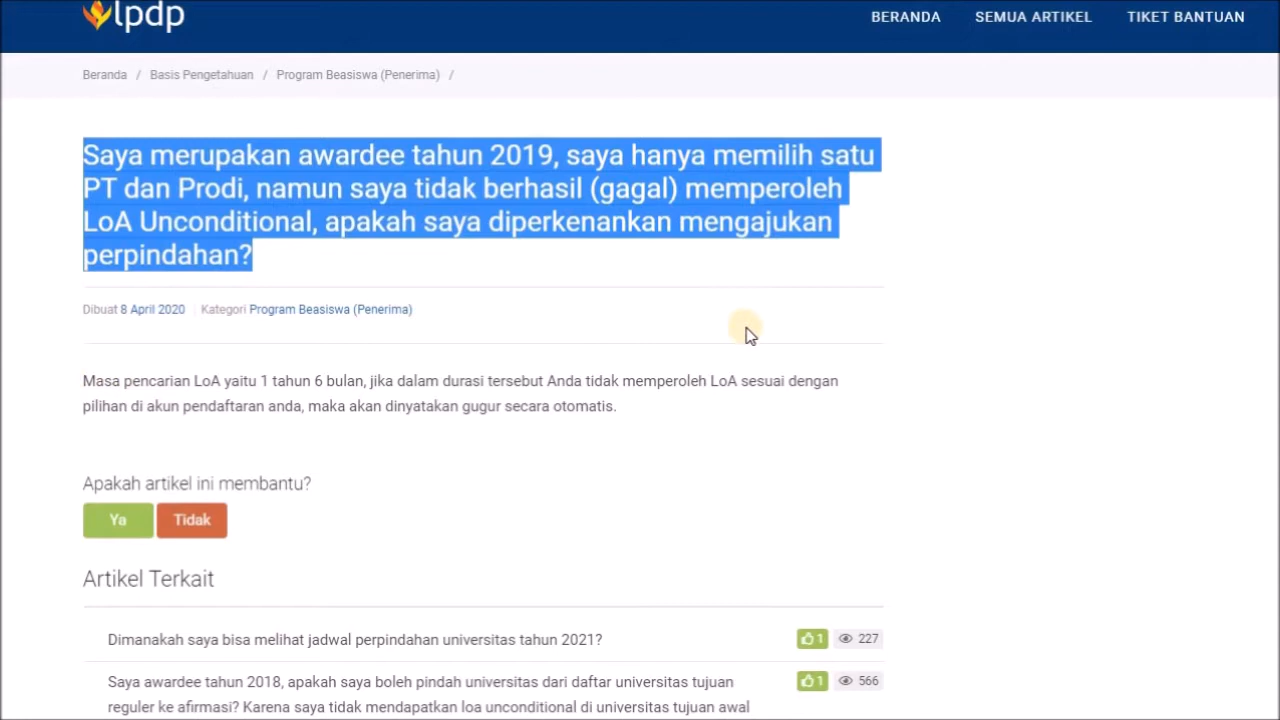 lpdp
BERANDA SEMUA ARTIKEL TIKET BANTUAN
Beranda / Basis Pengetahuan / Program Beasiswa (Penerima) /
Saya merupakan awardee tahun 2019, saya hanya memilih satu
PT dan Prodi, namun saya tidak berhasil (gagal) memperoleh
LoA Unconditional, apakah saya diperkenankan mengajukan
perpindahan?
Dibuat 8 April 2020 Kategori Program Beasiswa (Penerima)
Masa pencarian LoA yaitu 1 tahun 6 bulan, jika dalam durasi tersebut Anda tidak memperoleh LoA sesuai dengan
pilihan di akun pendaftaran anda, maka akan dinyatakan gugur secara otomatis.
Apakah artikel ini membantu?
Ya Tidak
Artikel Terkait
Dimanakah saya bisa melihat jadwal perpindahan universitas tahun 2021? 1 227
Saya awardee tahun 2018, apakah saya boleh pindah universitas dari daftar universitas tujuan 1 566
reguler ke afirmasi? Karena saya tidak mendapatkan loa unconditional di universitas tujuan awal